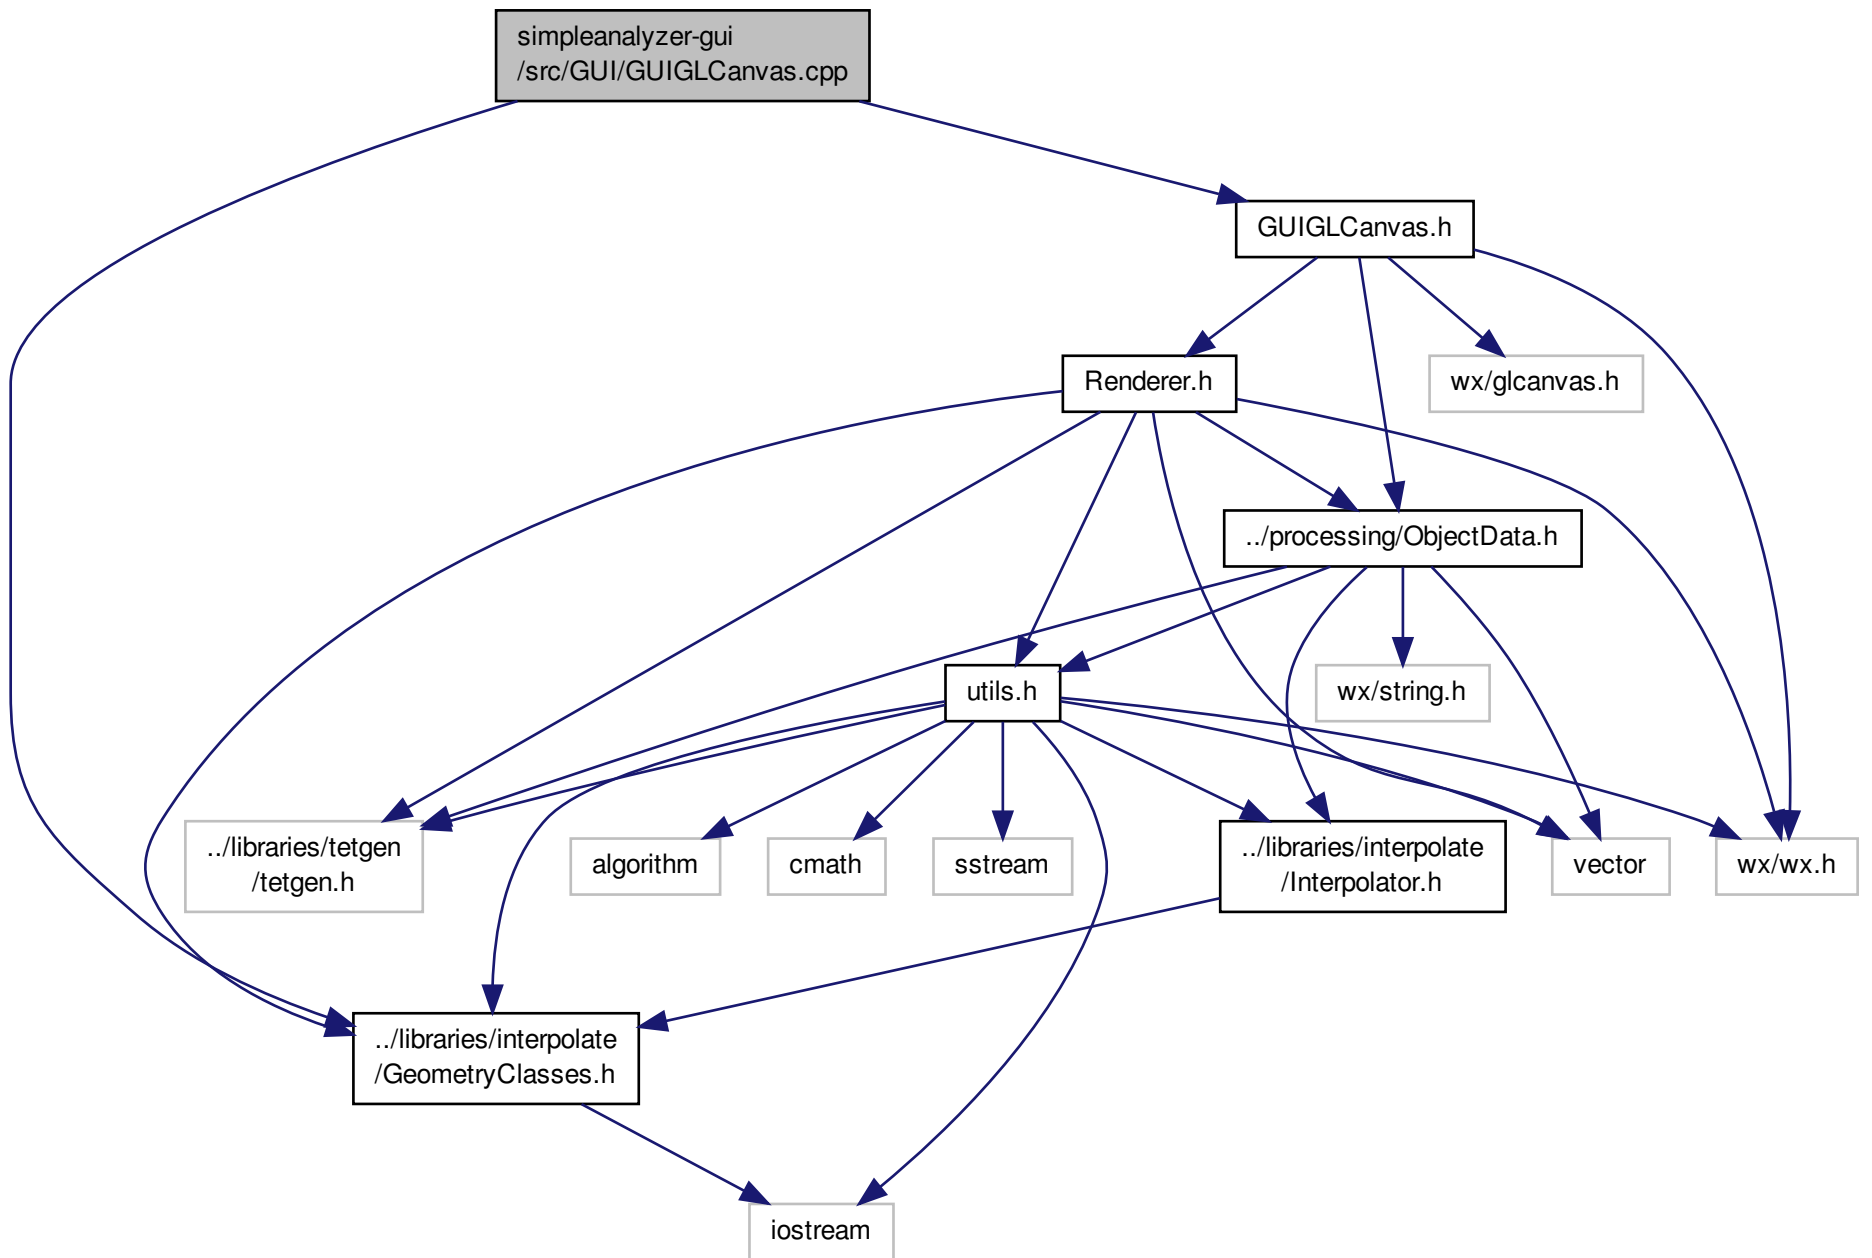 simpleanalyzer-gui
/src/GUI/GUIGLCanvas.cpp
GUIGLCanvas.h
Renderer.h
wx/glcanvas.h
../processing/ObjectData.h
utils.h
wx/string.h
../libraries/tetgen
/tetgen.h
algorithm
cmath
sstream
../libraries/interpolate
/Interpolator.h
vector
wx/wx.h
../libraries/interpolate
/GeometryClasses.h
iostream